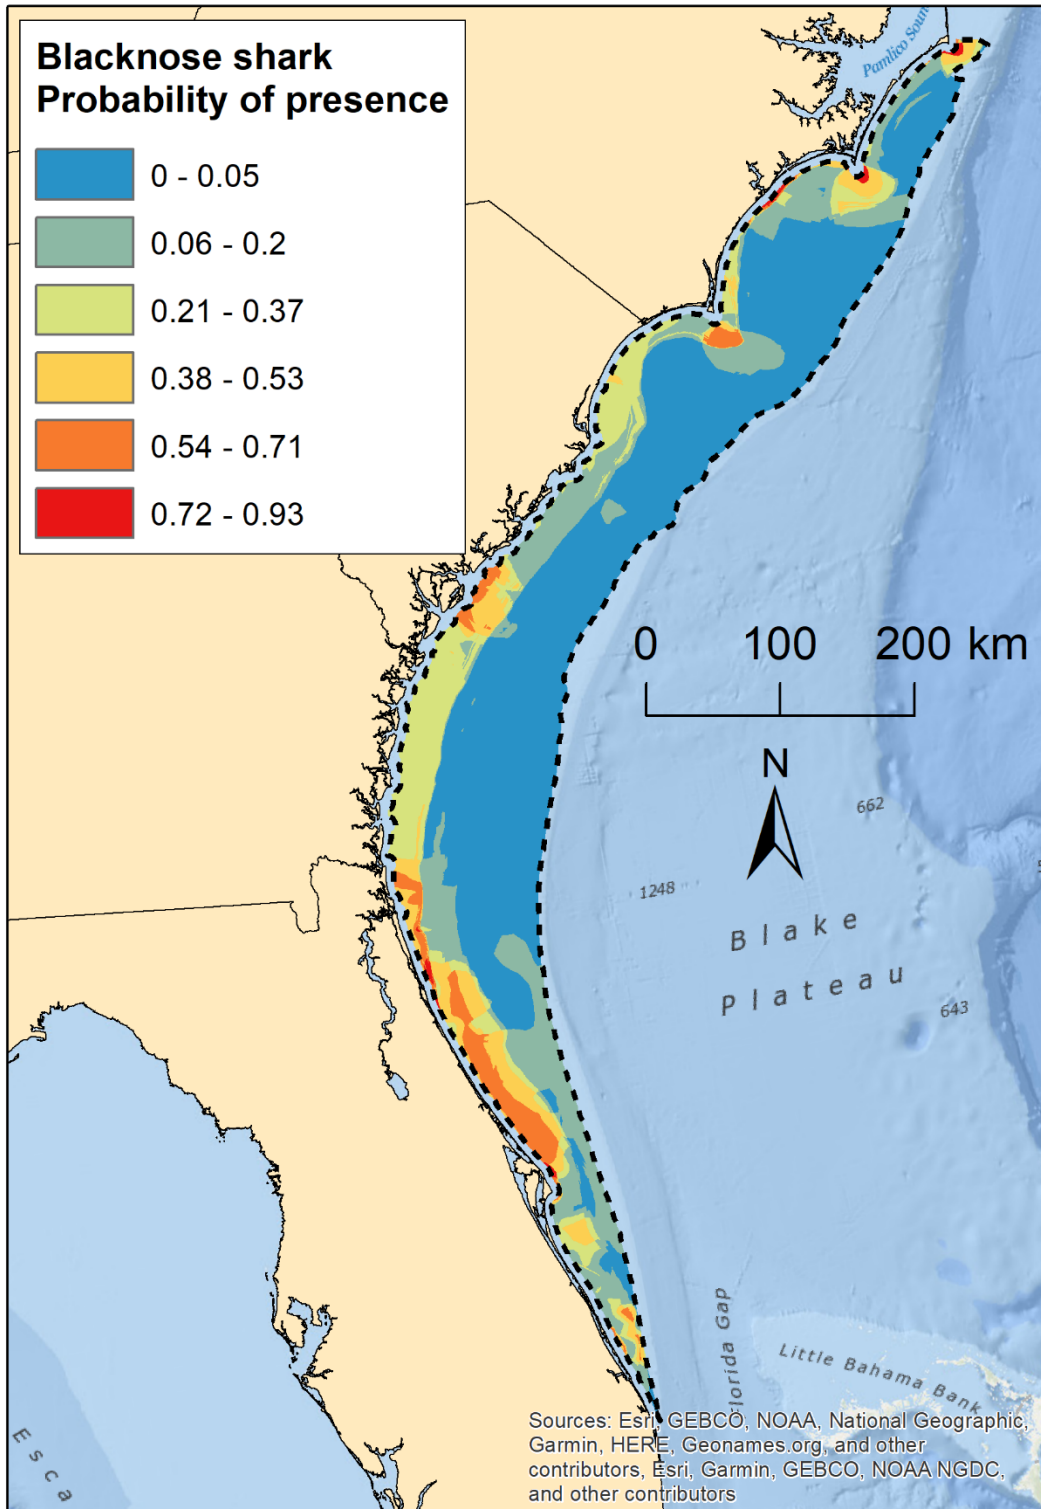 Blacknose shark
Probability of presence
0 - 0.05
0.06 - 0.2
0.21 - 0.37
0.38 - 0.53
0.54 - 0.71
0.72 - 0.93
Pamlico Soun
0 100 200 km
N
662
1248
Blake
Plateau
643
Florida Gap
Little Bahama Bank
Esca
Sources: Esri, GEBCO, NOAA, National Geographic,
Garmin, HERE, Geonames.org, and other
contributors, Esri, Garmin, GEBCO, NOAA NGDC,
and other contributors